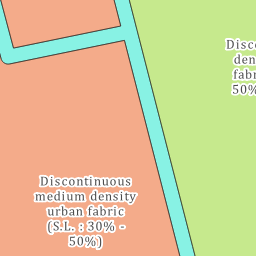 Disco
den
fabr
50%
Discontinuous
medium density
urban fabric
(S.L. : 30% -
50%)